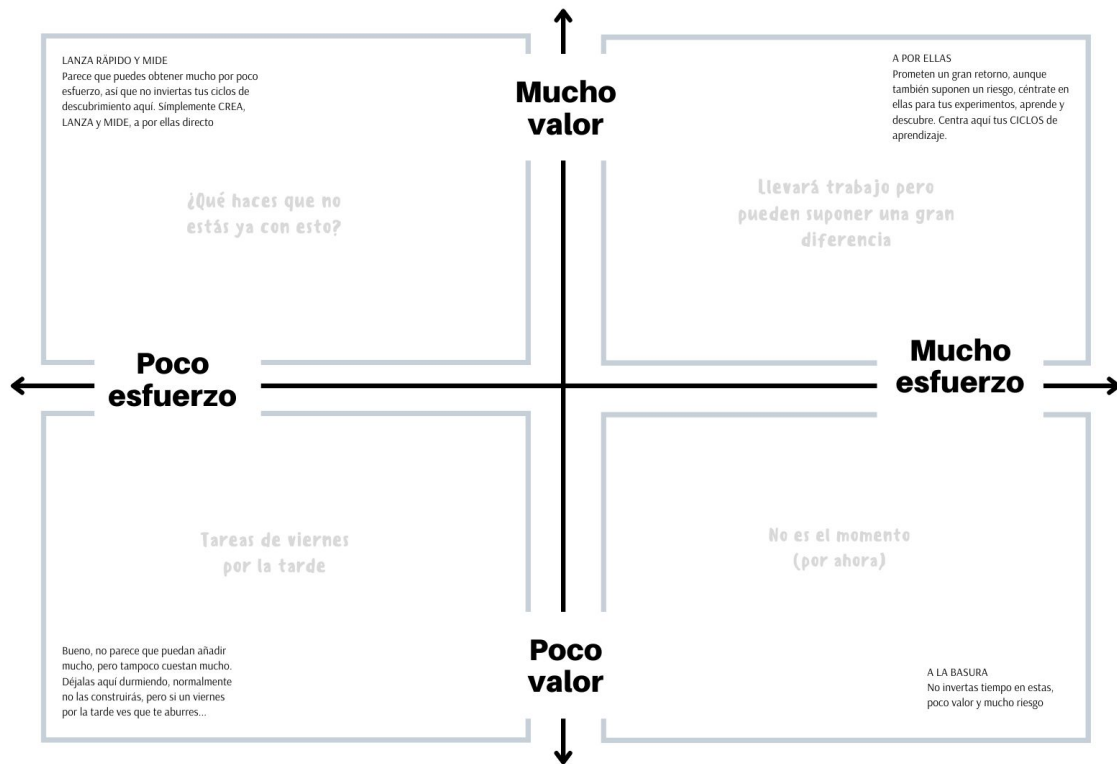 LANZA RÁPIDO Y MIDE
Parece que puedes obtener mucho por poco
esfuerzo, así que no inviertas tus ciclos de
descubrimiento aquí. Símplemente CREA,
LANZA y MIDE, a por ellas directo
¿Qué haces que no
estás ya con esto?
Mucho
valor
A POR ELLAS
Prometen un gran retorno, aunque
también suponen un riesgo, céntrate en
ellas para tus experimentos, aprende y
descubre. Centra aquí tus CICLOS de
aprendizaje.
Llevará trabajo pero
pueden suponer una gran
diferencia
Poco
esfuerzo
Mucho
esfuerzo
Tareas de viernes
por la tarde
Bueno, no parece que puedan añadir
mucho, pero tampoco cuestan mucho.
Déjalas aquí durmiendo, normalmente
no las construirás, pero si un viernes
por la tarde ves que te aburres...
Poco
valor
No es el momento
(por ahora)
A LA BASURA
No inviertas tiempo en estas,
poco valor y mucho riesgo